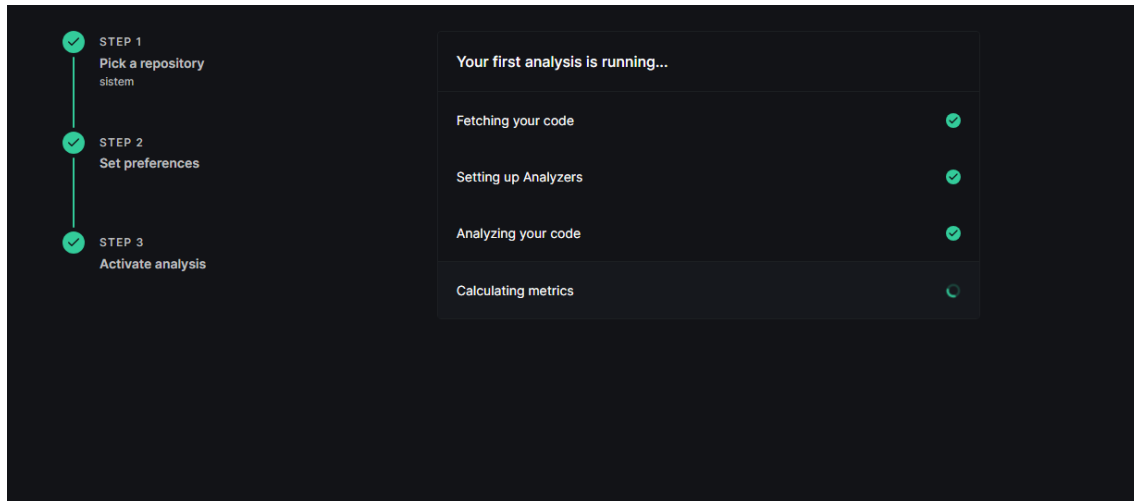 STEP 1
Pick a repository
sistem
STEP 2
Set preferences
STEP 3
Activate analysis
Your first analysis is running...
Fetching your code
Setting up Analyzers
Analyzing your code
Calculating metrics